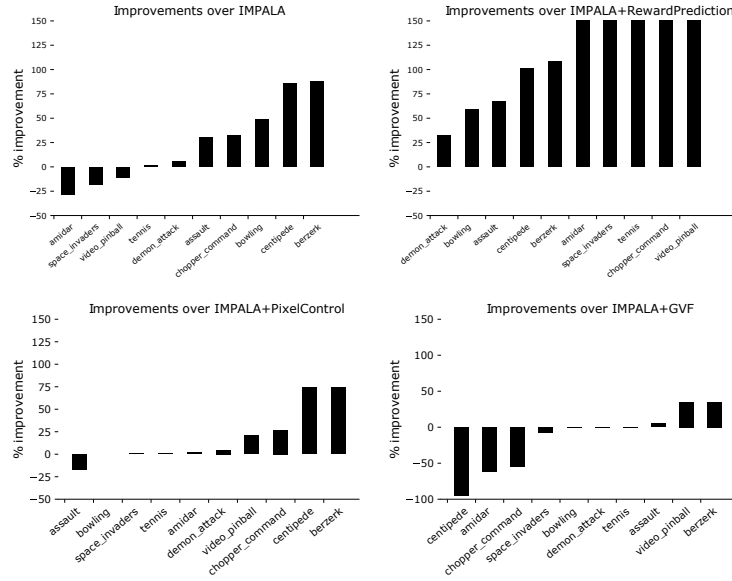 Improvements over IMPALA
150
125
100
75
50
25
0
−25
−50
% improvement
amidar
space_invaders
video_pinball
tennis
demon_attack
assault
chopper_command
bowling
centipede
berzerk
Improvements over IMPALA+RewardPrediction
150
125
100
75
50
25
0
−25
−50
% improvement
demon_attack
bowling
assault
centipede
berzerk
amidar
space_invaders
tennis
chopper_command
video_pinball
Improvements over IMPALA+PixelControl
150
125
100
75
50
25
0
−25
−50
% improvement
assault
bowling
space_invaders
tennis
amidar
demon_attack
video_pinball
chopper_command
centipede
berzerk
Improvements over IMPALA+GVF
150
100
50
0
−50
−100
% improvement
centipede
amidar
chopper_command
space_invaders
bowling
demon_attack
tennis
assault
video_pinball
berzerk